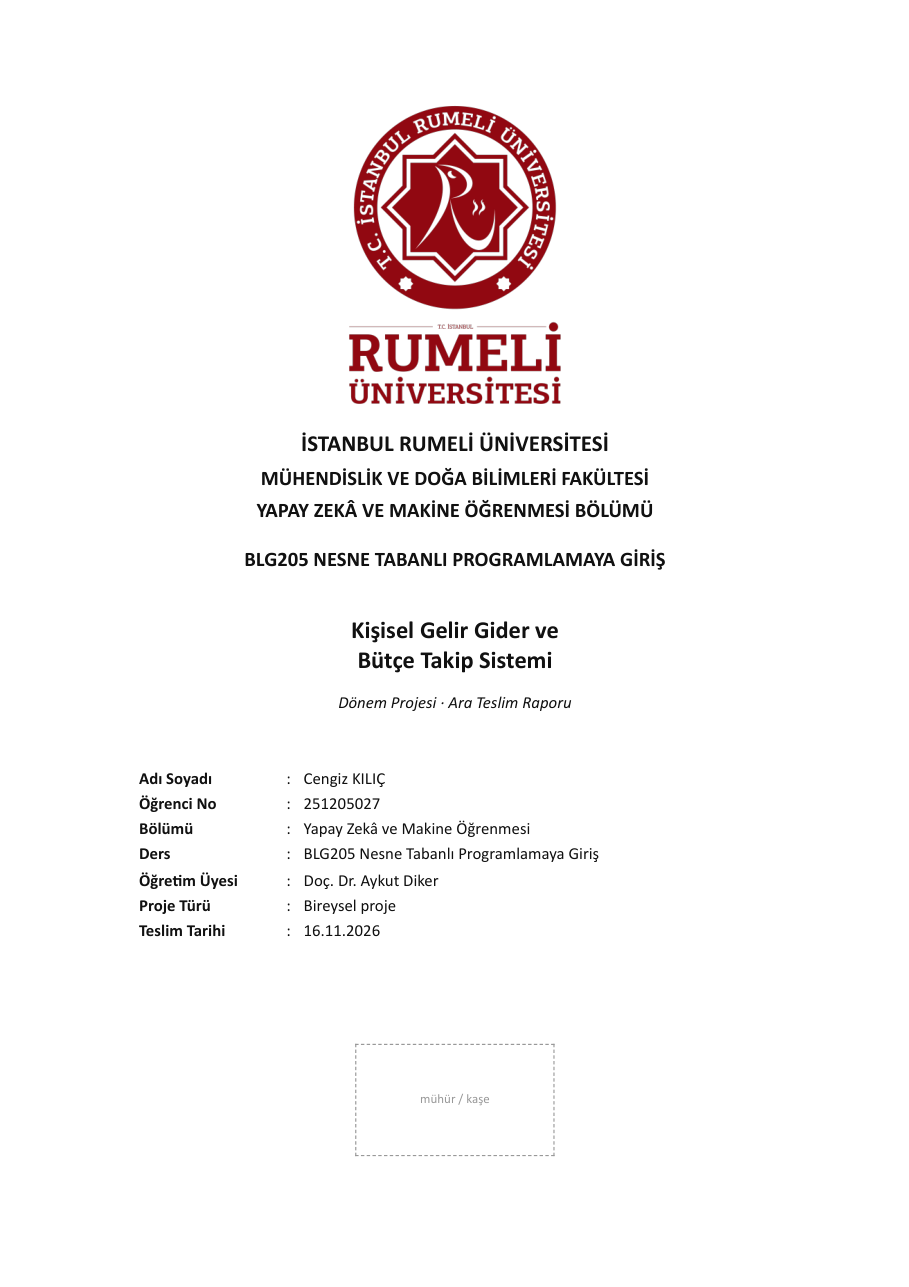 T.C. İSTANBUL RUMELİ ÜNİVERSİTESİ
T.C. İSTANBUL
RUMELİ
ÜNİVERSİTESİ
İSTANBUL RUMELİ ÜNİVERSİTESİ
MÜHENDİSLİK VE DOĞA BİLİMLERİ FAKÜLTESİ
YAPAY ZEKÂ VE MAKİNE ÖĞRENMESİ BÖLÜMÜ
BLG205 NESNE TABANLI PROGRAMLAMAYA GİRİŞ
Kişisel Gelir Gider ve
Bütçe Takip Sistemi
Dönem Projesi · Ara Teslim Raporu
Adı Soyadı : Cengiz KILIÇ
Öğrenci No : 251205027
Bölümü : Yapay Zekâ ve Makine Öğrenmesi
Ders : BLG205 Nesne Tabanlı Programlamaya Giriş
Öğretim Üyesi : Doç. Dr. Aykut Diker
Proje Türü : Bireysel proje
Teslim Tarihi : 16.11.2026
mühür / kaşe